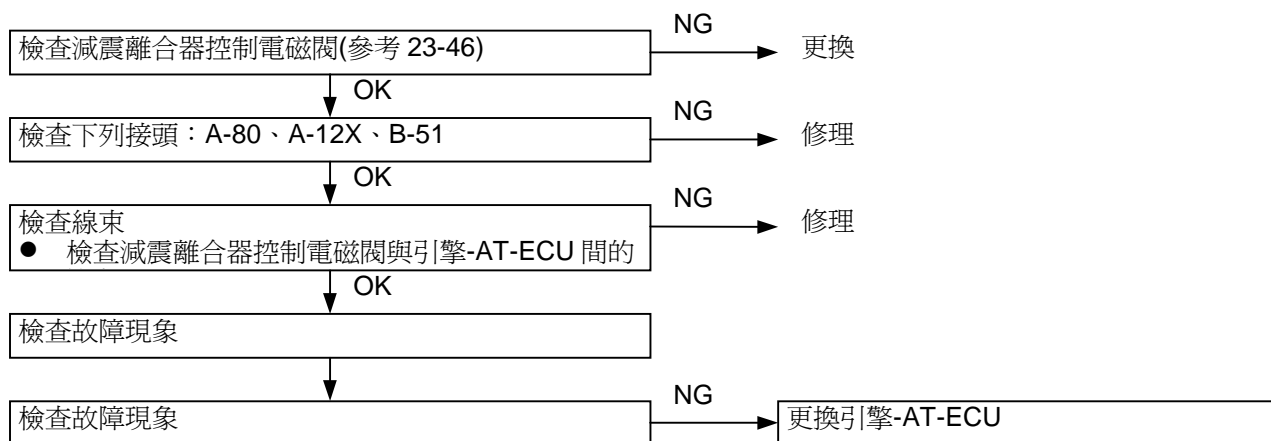 NG
檢查減震離合器控制電磁閥(參考 23-46)
更換
OK
NG
檢查下列接頭：A-80、A-12X、B-51
修理
OK
NG
檢查線束
修理
● 檢查減震離合器控制電磁閥與引擎-AT-ECU 間的
OK
檢查故障現象
NG
檢查故障現象
更換引擎-AT-ECU